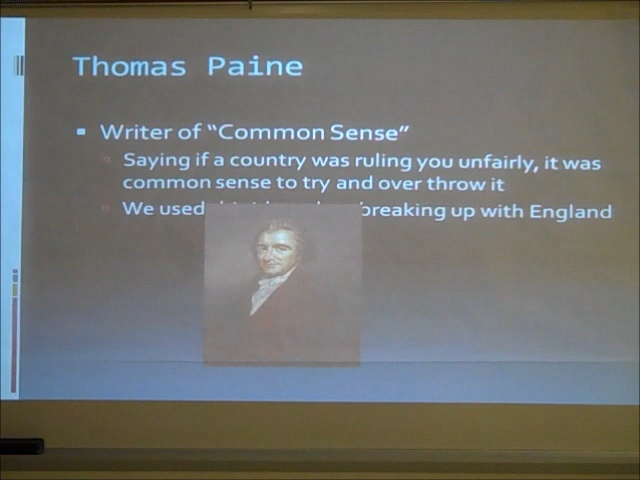 Thomas Paine
Writer of "Common Sense"
Saying if a country was ruling you unfairly, it was
common sense to try and over throw it
We used breaking up with England